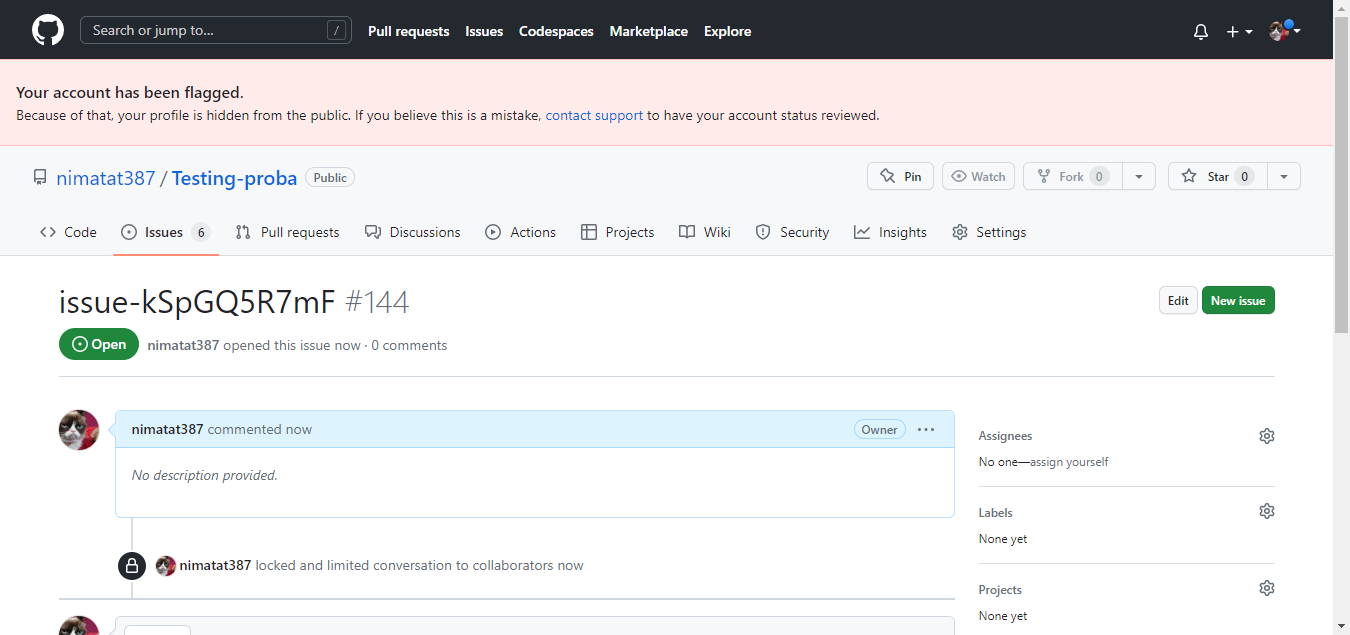 Search or jump to... /
Pull requests Issues Codespaces Marketplace Explore
Your account has been flagged.
Because of that, your profile is hidden from the public. If you believe this is a mistake, contact support to have your account status reviewed.
nimatat387 / Testing-proba Public
Pin Watch Fork 0 Star 0
Code Issues 6 Pull requests Discussions Actions Projects Wiki Security Insights Settings
issue-kSpGQ5R7mF #144
Edit New issue
Open nimatat387 opened this issue now · 0 comments
nimatat387 commented now Owner
No description provided.
nimatat387 locked and limited conversation to collaborators now
Assignees
No one—assign yourself
Labels
None yet
Projects
None yet